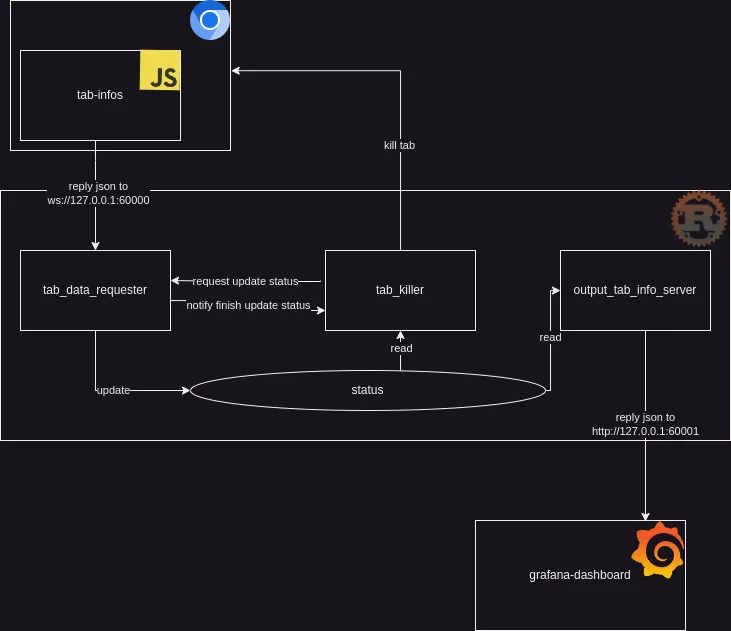 JS
tab-infos
kill tab
reply json to
ws://127.0.0.1:60000
R
tab_data_requester
request update status
notify finish update status
tab_killer
output_tab_info_server
read
read
update
status
reply json to
http://127.0.0.1:60001
grafana-dashboard